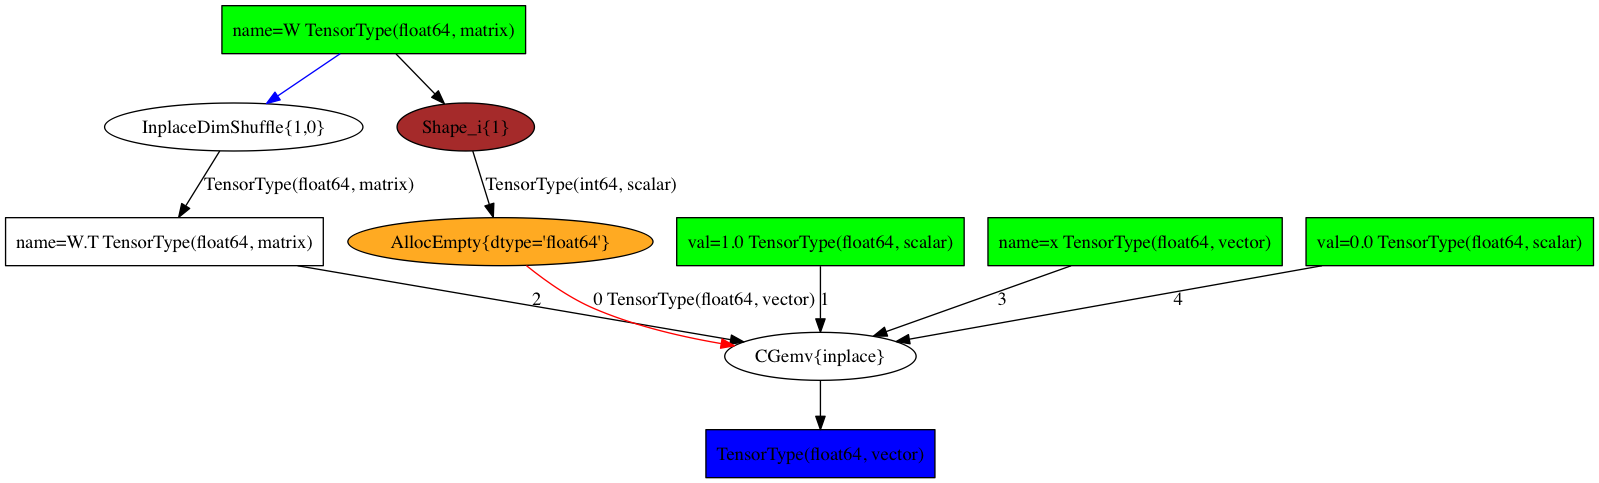 name=W TensorType(float64, matrix)
InplaceDimShuffle{1,0}
Shape_i{1}
TensorType(float64, matrix)
TensorType(int64, scalar)
name=W.T TensorType(float64, matrix)
AllocEmpty{dtype='float64'}
val=1.0 TensorType(float64, scalar)
name=x TensorType(float64, vector)
val=0.0 TensorType(float64, scalar)
2
0 TensorType(float64, vector)
1
3
4
CGemv{inplace}
TensorType(float64, vector)